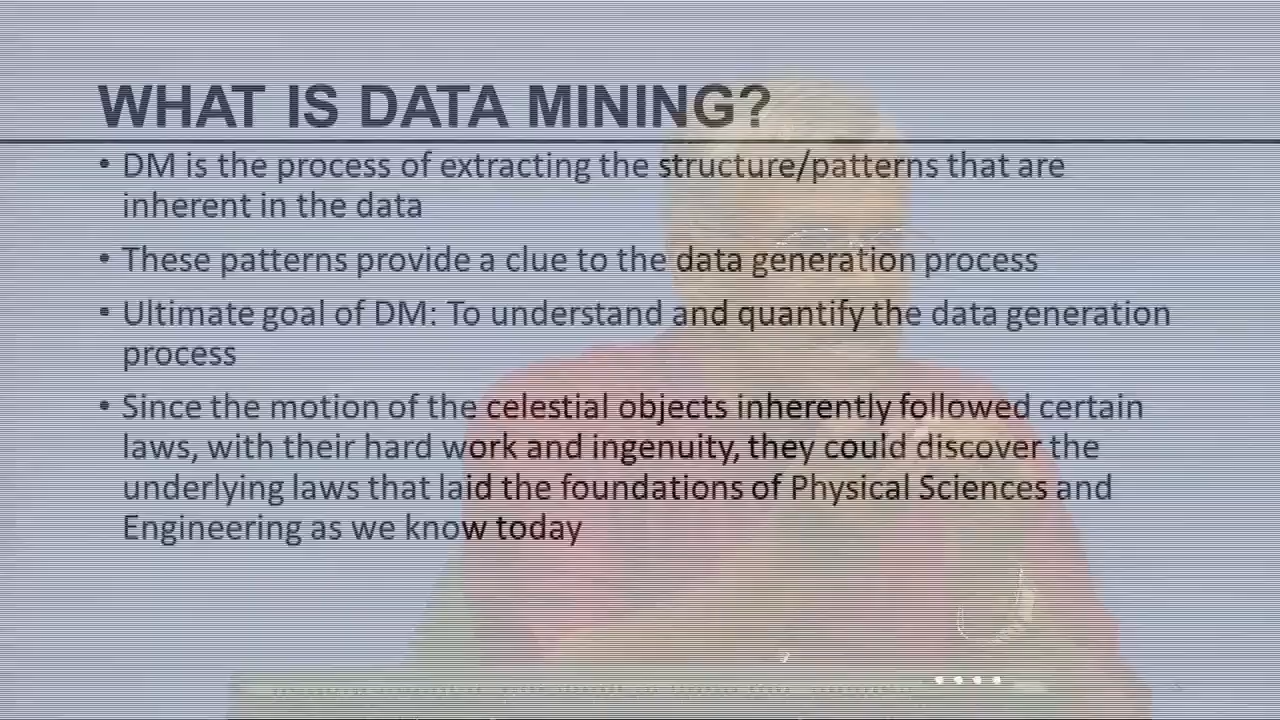 WHAT IS DATA MINING?
• DM is the process of extracting the structure/patterns that are
inherent in the data
• These patterns provide a clue to the data generation process
• Ultimate goal of DM: To understand and quantify the data generation
process
• Since the motion of the celestial objects inherently followed certain
laws, with their hard work and ingenuity, they could discover the
underlying laws that laid the foundations of Physical Sciences and
Engineering as we know today